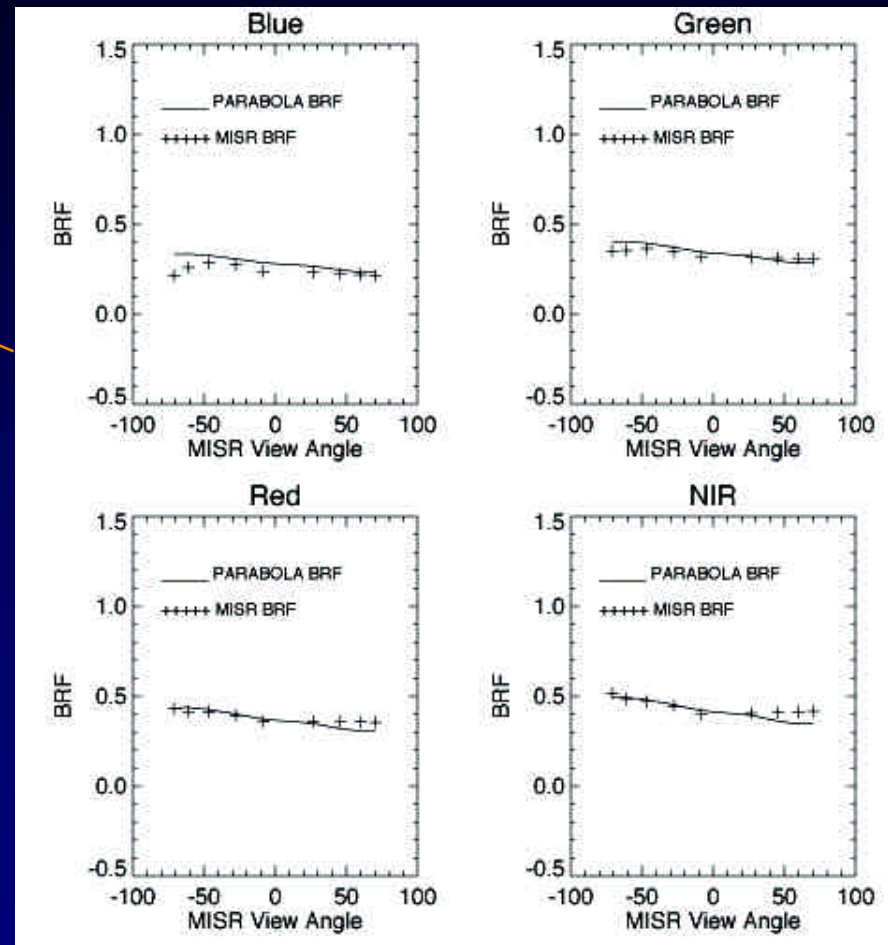 Blue
1.5
1.0
0.5
0.0
-0.5
BRF
PARABOLA BRF
+++++ MISR BRF
-100 -50 0 50 100
MISR View Angle
Green
1.5
1.0
0.5
0.0
-0.5
BRF
PARABOLA BRF
+++++ MISR BRF
-100 -50 0 50 100
MISR View Angle
Red
1.5
1.0
0.5
0.0
-0.5
BRF
PARABOLA BRF
+++++ MISR BRF
-100 -50 0 50 100
MISR View Angle
NIR
1.5
1.0
0.5
0.0
-0.5
BRF
PARABOLA BRF
+++++ MISR BRF
-100 -50 0 50 100
MISR View Angle